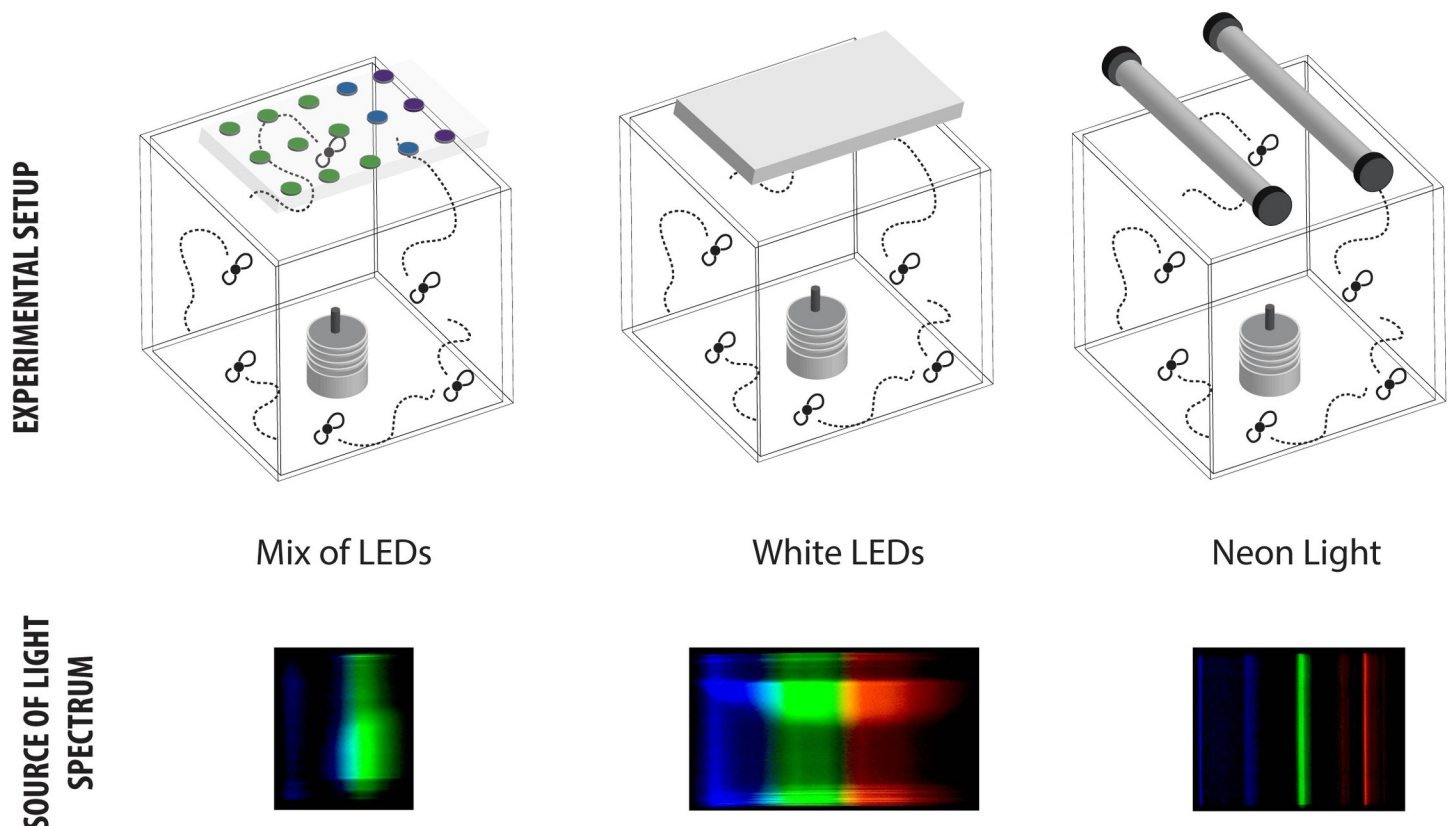 EXPERIMENTAL SETUP
Mix of LEDs
White LEDs
Neon Light
SOURCE OF LIGHT
SPECTRUM